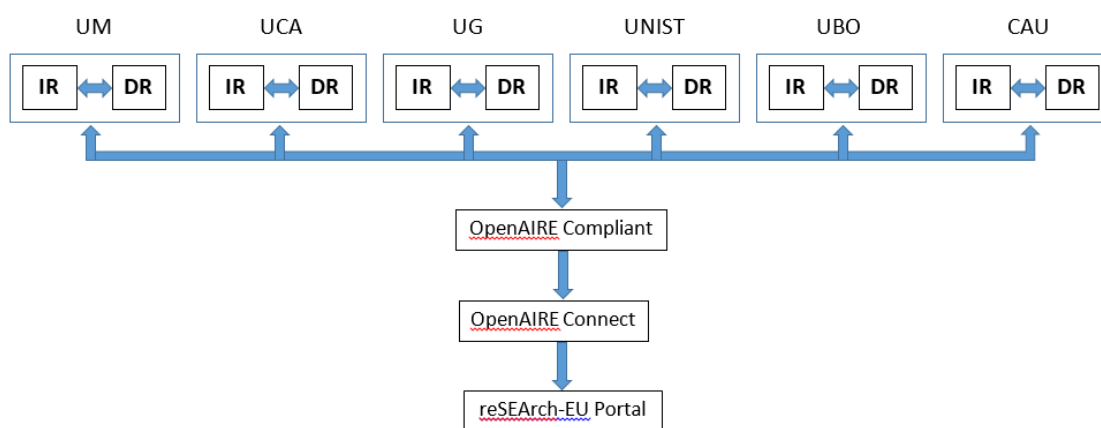 UM UCA UG UNIST UBO CAU
IR DR IR DR IR DR IR DR IR DR IR DR
OpenAIRE Compliant
OpenAIRE Connect
reSEArch-EU Portal